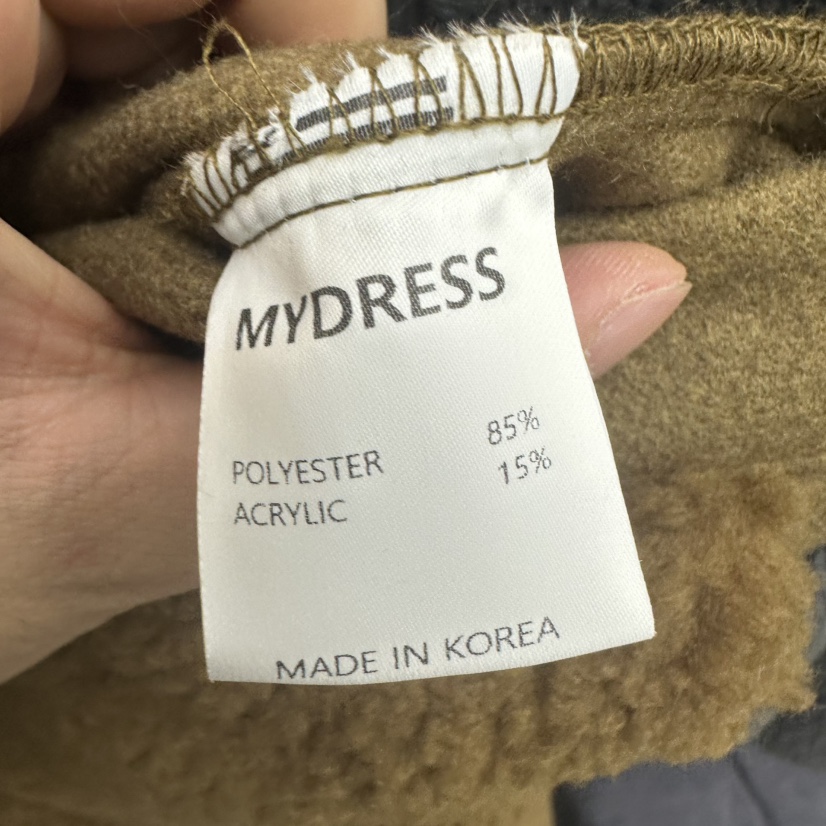 MYDRESS
POLYESTER 85%
ACRYLIC 15%
MADE IN KOREA